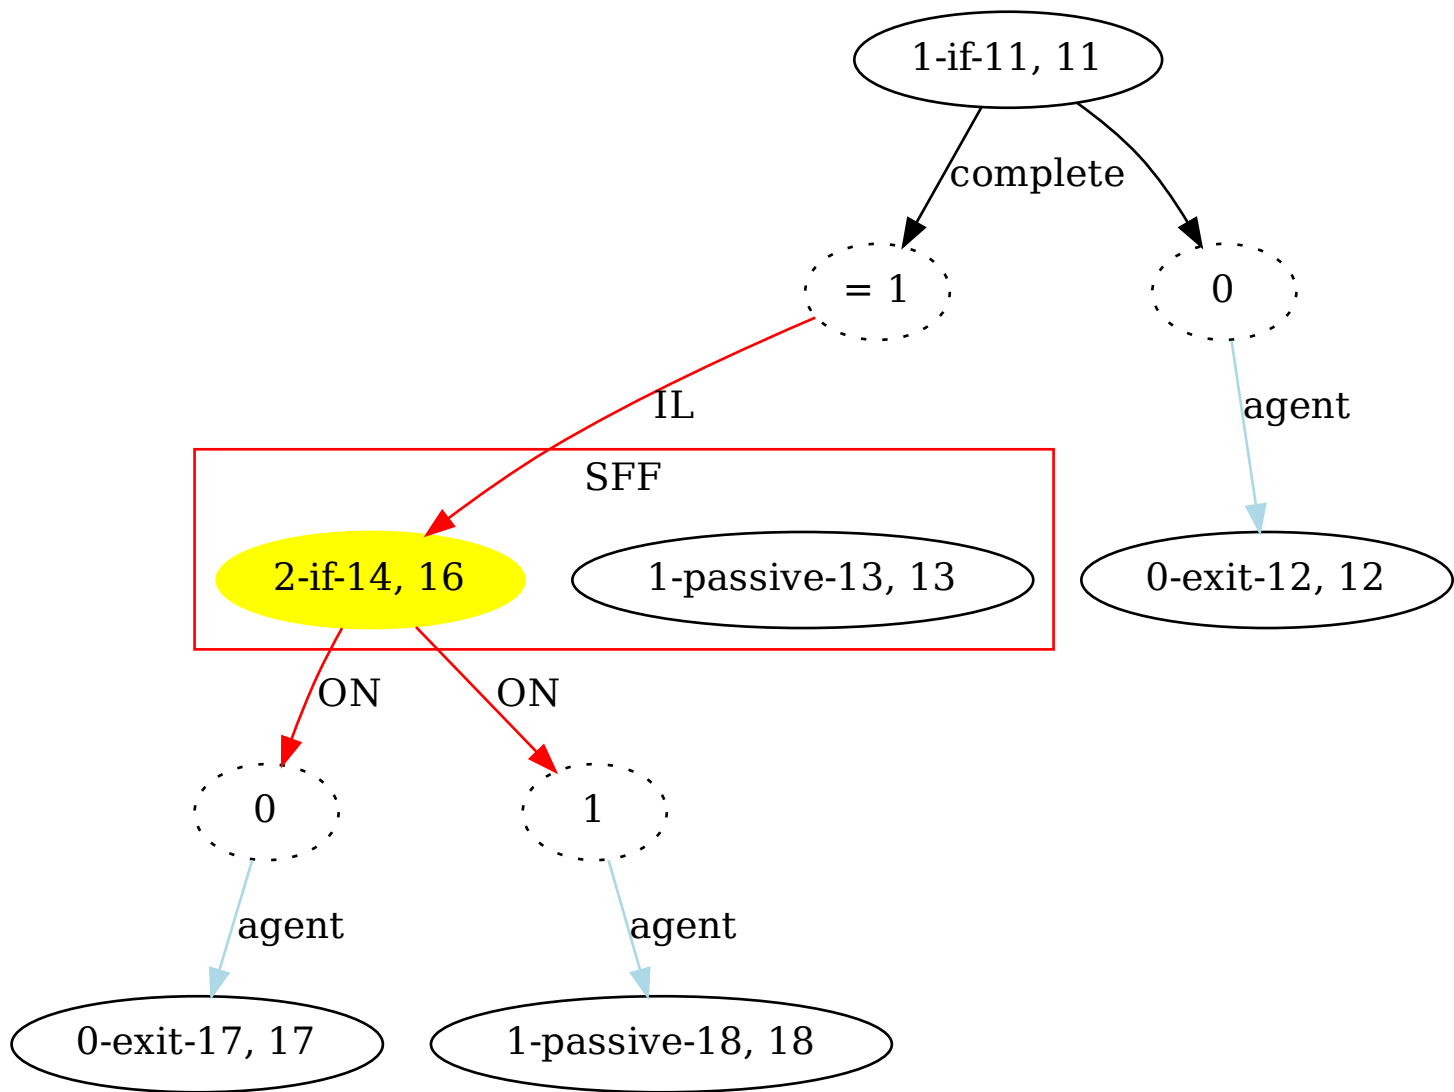 1-if-11, 11
complete
= 1
0
IL
agent
SFF
2-if-14, 16
1-passive-13, 13
0-exit-12, 12
ON
ON
0
1
agent
agent
0-exit-17, 17
1-passive-18, 18